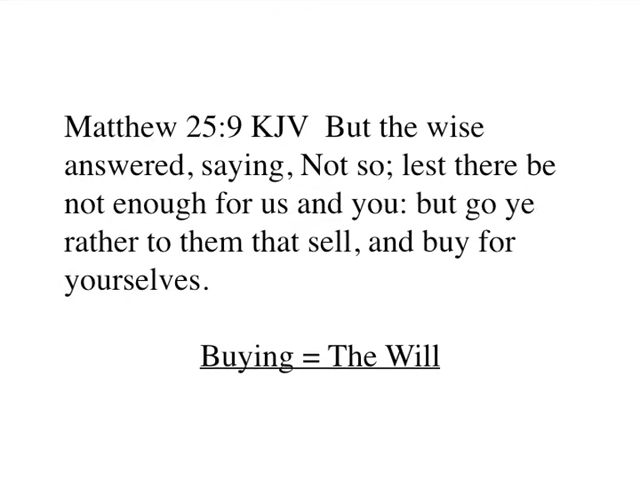 Matthew 25:9 KJV  But the wise
answered, saying, Not so; lest there be
not enough for us and you: but go ye
rather to them that sell, and buy for
yourselves.
Buying = The Will